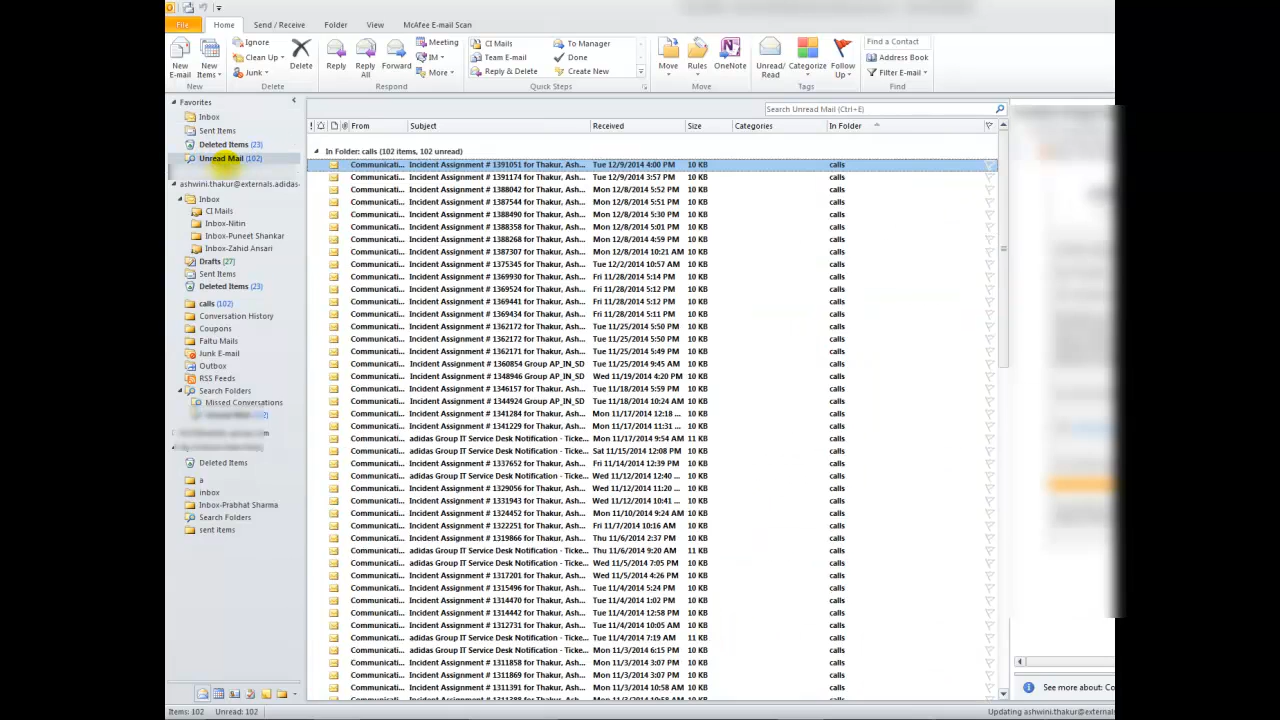 File Home Send / Receive Folder View McAfee E-mail Scan
New E-mail New Items Ignore Clean Up Junk Delete Reply Reply All Forward Meeting IM More CI Mails Team E-mail Reply & Delete To Manager Done Create New Move Rules OneNote Unread/ Read Categorize Follow Up Find a Contact Address Book Filter E-mail
New Delete Respond Quick Steps Move Tags Find
Favorites
Inbox
Sent Items
Deleted Items (23)
Unread Mail (102)
ashwini.thakur@externals.adidas-
Inbox
CI Mails
Inbox-Nitin
Inbox-Puneet Shankar
Inbox-Zahid Ansari
Drafts (27)
Sent Items
Deleted Items (23)
calls (102)
Conversation History
Coupons
Faltu Mails
Junk E-mail
Outbox
RSS Feeds
Search Folders
Missed Conversations
Deleted Items
a
inbox
Inbox-Prabhat Sharma
Search Folders
sent items
Search Unread Mail (Ctrl+E)
From Subject Received Size Categories In Folder
In Folder: calls (102 items, 102 unread)
Communicati... Incident Assignment # 1391051 for Thakur, Ash... Tue 12/9/2014 4:00 PM 10 KB calls
Communicati... Incident Assignment # 1391174 for Thakur, Ash... Tue 12/9/2014 3:57 PM 10 KB calls
Communicati... Incident Assignment # 1388042 for Thakur, Ash... Mon 12/8/2014 5:52 PM 10 KB calls
Communicati... Incident Assignment # 1387544 for Thakur, Ash... Mon 12/8/2014 5:51 PM 10 KB calls
Communicati... Incident Assignment # 1388490 for Thakur, Ash... Mon 12/8/2014 5:30 PM 10 KB calls
Communicati... Incident Assignment # 1388358 for Thakur, Ash... Mon 12/8/2014 5:01 PM 10 KB calls
Communicati... Incident Assignment # 1388268 for Thakur, Ash... Mon 12/8/2014 4:59 PM 10 KB calls
Communicati... Incident Assignment # 1387307 for Thakur, Ash... Mon 12/8/2014 10:21 AM 10 KB calls
Communicati... Incident Assignment # 1375345 for Thakur, Ash... Tue 12/2/2014 10:57 AM 10 KB calls
Communicati... Incident Assignment # 1369930 for Thakur, Ash... Fri 11/28/2014 5:14 PM 10 KB calls
Communicati... Incident Assignment # 1369524 for Thakur, Ash... Fri 11/28/2014 5:12 PM 10 KB calls
Communicati... Incident Assignment # 1369441 for Thakur, Ash... Fri 11/28/2014 5:12 PM 10 KB calls
Communicati... Incident Assignment # 1369434 for Thakur, Ash... Fri 11/28/2014 5:11 PM 10 KB calls
Communicati... Incident Assignment # 1362172 for Thakur, Ash... Tue 11/25/2014 5:50 PM 10 KB calls
Communicati... Incident Assignment # 1362172 for Thakur, Ash... Tue 11/25/2014 5:50 PM 10 KB calls
Communicati... Incident Assignment # 1362171 for Thakur, Ash... Tue 11/25/2014 5:49 PM 10 KB calls
Communicati... Incident Assignment # 1360854 Group AP_IN_SD Tue 11/25/2014 9:45 AM 10 KB calls
Communicati... Incident Assignment # 1348946 Group AP_IN_SD Wed 11/19/2014 4:20 PM 10 KB calls
Communicati... Incident Assignment # 1346157 for Thakur, Ash... Tue 11/18/2014 5:59 PM 10 KB calls
Communicati... Incident Assignment # 1344924 Group AP_IN_SD Tue 11/18/2014 10:24 AM 10 KB calls
Communicati... Incident Assignment # 1341284 for Thakur, Ash... Mon 11/17/2014 12:18 ... 10 KB calls
Communicati... Incident Assignment # 1341229 for Thakur, Ash... Mon 11/17/2014 11:31 ... 10 KB calls
Communicati... adidas Group IT Service Desk Notification - Ticke... Mon 11/17/2014 9:54 AM 11 KB calls
Communicati... adidas Group IT Service Desk Notification - Ticke... Sat 11/15/2014 12:08 PM 11 KB calls
Communicati... Incident Assignment # 1337652 for Thakur, Ash... Fri 11/14/2014 12:39 PM 10 KB calls
Communicati... adidas Group IT Service Desk Notification - Ticke... Wed 11/12/2014 12:40 ... 11 KB calls
Communicati... Incident Assignment # 1329056 for Thakur, Ash... Wed 11/12/2014 11:20 ... 10 KB calls
Communicati... Incident Assignment # 1331943 for Thakur, Ash... Wed 11/12/2014 10:41 ... 10 KB calls
Communicati... Incident Assignment # 1324452 for Thakur, Ash... Mon 11/10/2014 9:24 AM 10 KB calls
Communicati... Incident Assignment # 1322251 for Thakur, Ash... Fri 11/7/2014 10:16 AM 10 KB calls
Communicati... Incident Assignment # 1319866 for Thakur, Ash... Thu 11/6/2014 2:37 PM 10 KB calls
Communicati... adidas Group IT Service Desk Notification - Ticke... Thu 11/6/2014 9:20 AM 11 KB calls
Communicati... adidas Group IT Service Desk Notification - Ticke... Wed 11/5/2014 7:05 PM 11 KB calls
Communicati... Incident Assignment # 1317201 for Thakur, Ash... Wed 11/5/2014 4:26 PM 10 KB calls
Communicati... Incident Assignment # 1315496 for Thakur, Ash... Tue 11/4/2014 5:24 PM 10 KB calls
Communicati... Incident Assignment # 1314470 for Thakur, Ash... Tue 11/4/2014 1:02 PM 10 KB calls
Communicati... Incident Assignment # 1314442 for Thakur, Ash... Tue 11/4/2014 12:58 PM 10 KB calls
Communicati... Incident Assignment # 1312731 for Thakur, Ash... Tue 11/4/2014 10:01 AM 10 KB calls
Communicati... adidas Group IT Service Desk Notification - Ticke... Tue 11/4/2014 7:19 AM 11 KB calls
Communicati... adidas Group IT Service Desk Notification - Ticke... Mon 11/3/2014 6:15 PM 11 KB calls
Communicati... Incident Assignment # 1311858 for Thakur, Ash... Mon 11/3/2014 3:07 PM 10 KB calls
Communicati... Incident Assignment # 1311869 for Thakur, Ash... Mon 11/3/2014 3:07 PM 10 KB calls
Communicati... Incident Assignment # 1311391 for Thakur, Ash... Mon 11/3/2014 10:58 AM 10 KB calls
See more about: Co
Items: 102 Unread: 102 Updating ashwini.thakur@externals